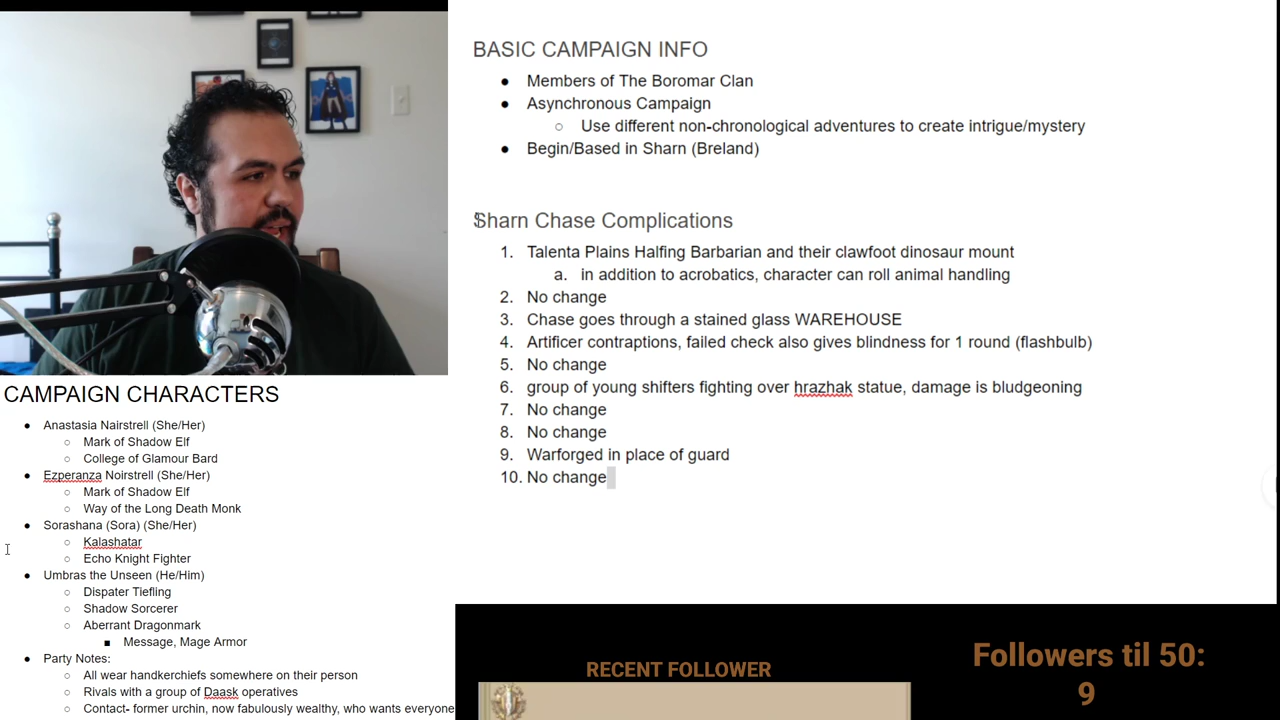 BASIC CAMPAIGN INFO
● Members of The Boromar Clan
● Asynchronous Campaign
○ Use different non-chronological adventures to create intrigue/mystery
● Begin/Based in Sharn (Breland)
Sharn Chase Complications
1. Talenta Plains Halfing Barbarian and their clawfoot dinosaur mount
a. in addition to acrobatics, character can roll animal handling
2. No change
3. Chase goes through a stained glass WAREHOUSE
4. Artificer contraptions, failed check also gives blindness for 1 round (flashbulb)
5. No change
6. group of young shifters fighting over hrazhak statue, damage is bludgeoning
7. No change
8. No change
9. Warforged in place of guard
10. No change
CAMPAIGN CHARACTERS
● Anastasia Nairstrell (She/Her)
○ Mark of Shadow Elf
○ College of Glamour Bard
● Ezperanza Noirstrell (She/Her)
○ Mark of Shadow Elf
○ Way of the Long Death Monk
● Sorashana (Sora) (She/Her)
○ Kalashatar
○ Echo Knight Fighter
● Umbras the Unseen (He/Him)
○ Dispater Tiefling
○ Shadow Sorcerer
○ Aberrant Dragonmark
■ Message, Mage Armor
● Party Notes:
○ All wear handkerchiefs somewhere on their person
○ Rivals with a group of Daask operatives
○ Contact- former urchin, now fabulously wealthy, who wants everyone
RECENT FOLLOWER
Followers til 50:
9